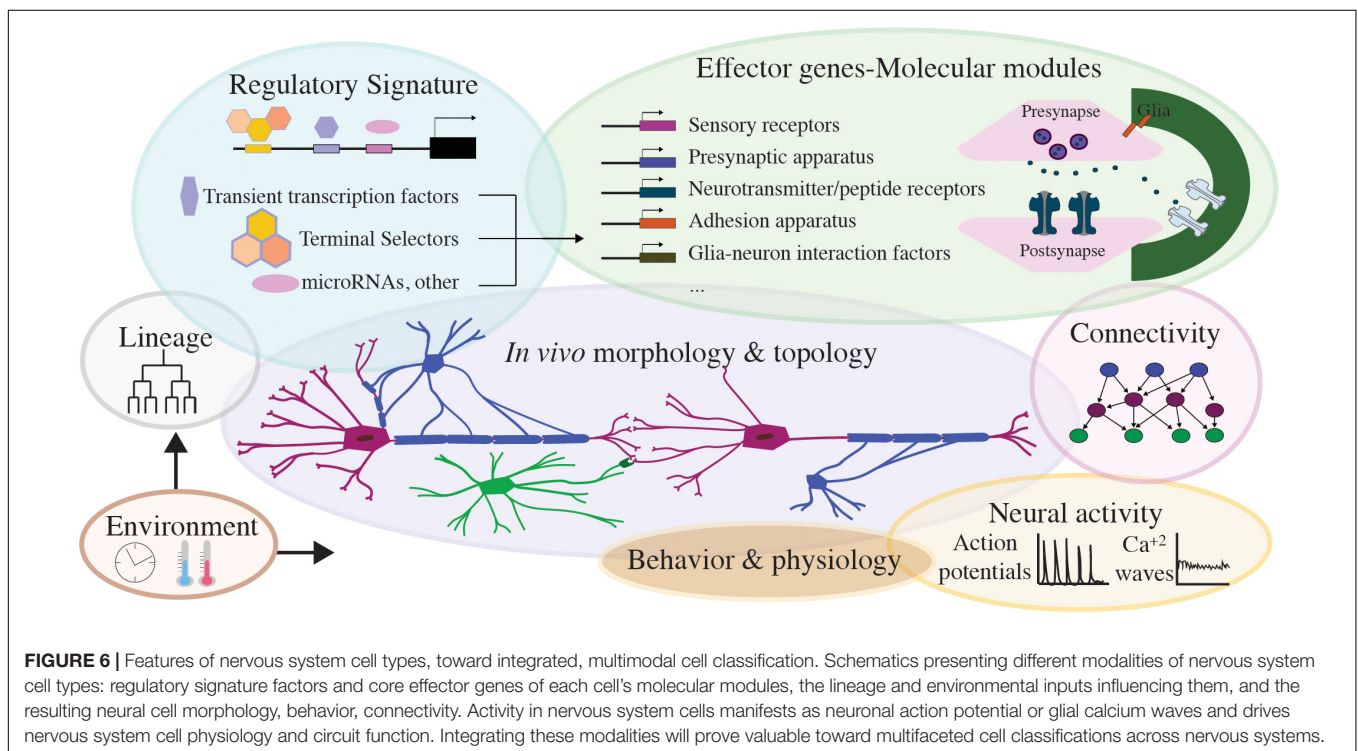 Regulatory Signature
Transient transcription factors
Terminal Selectors
microRNAs, other
Effector genes-Molecular modules
Sensory receptors
Presynaptic apparatus
Neurotransmitter/peptide receptors
Adhesion apparatus
Glia-neuron interaction factors
...
Presynapse
Glia
Postsynapse
Lineage
In vivo morphology & topology
Connectivity
Environment
Behavior & physiology
Neural activity
Action
potentials
Ca+2
waves
FIGURE 6 | Features of nervous system cell types, toward integrated, multimodal cell classification. Schematics presenting different modalities of nervous system
cell types: regulatory signature factors and core effector genes of each cell's molecular modules, the lineage and environmental inputs influencing them, and the
resulting neural cell morphology, behavior, connectivity. Activity in nervous system cells manifests as neuronal action potential or glial calcium waves and drives
nervous system cell physiology and circuit function. Integrating these modalities will prove valuable toward multifaceted cell classifications across nervous systems.